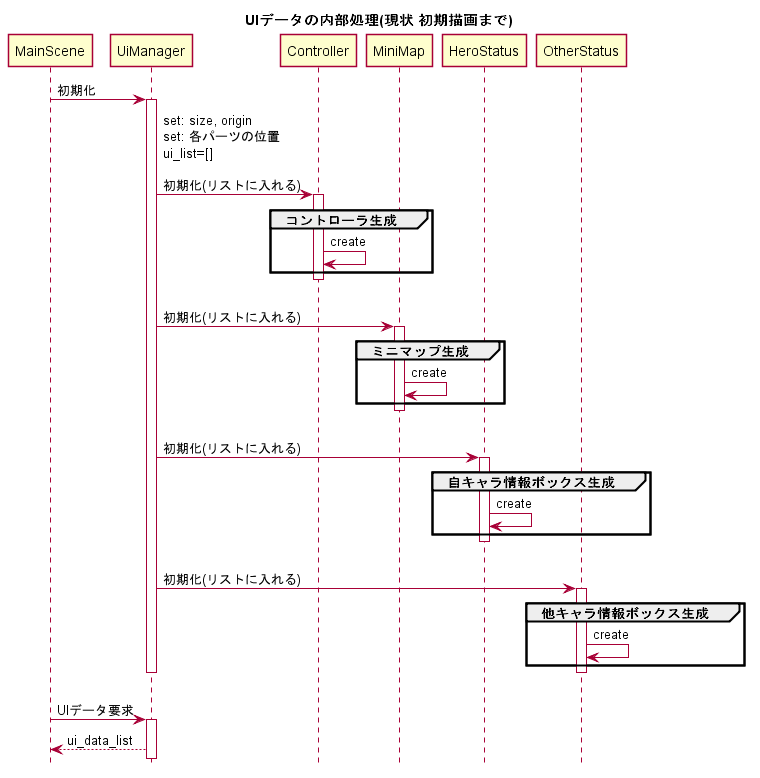 UIデータの内部処理(現状 初期描画まで)
MainScene UiManager Controller MiniMap HeroStatus OtherStatus
初期化
set: size, origin
set: 各パーツの位置
ui_list=[]
初期化(リストに入れる)
コントローラ生成
create
初期化(リストに入れる)
ミニマップ生成
create
初期化(リストに入れる)
自キャラ情報ボックス生成
create
初期化(リストに入れる)
他キャラ情報ボックス生成
create
UIデータ要求
ui_data_list